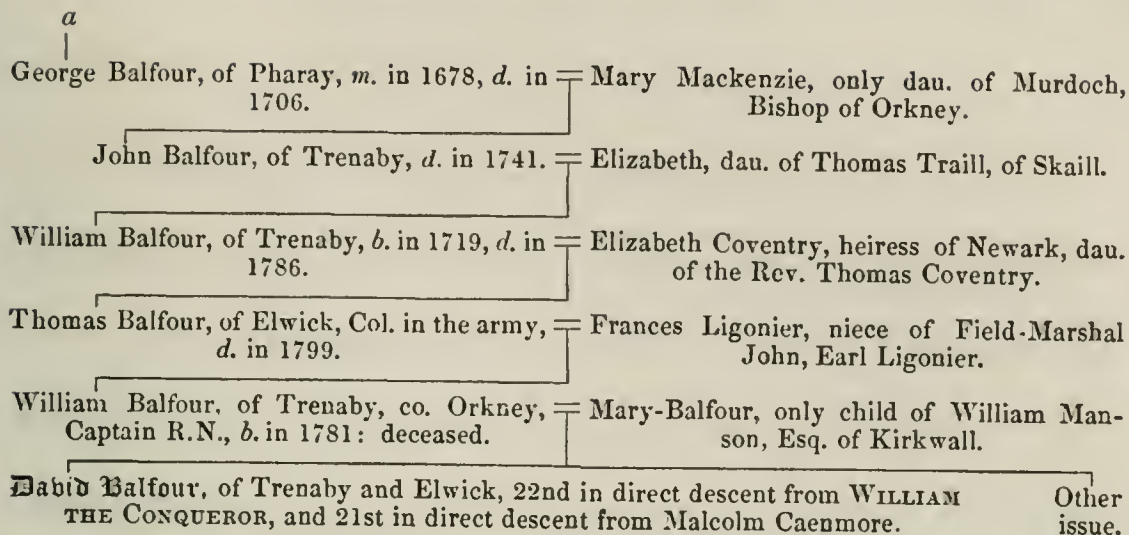 a
George Balfour, of Pharay, m. in 1678, d. in
1706.
Mary Mackenzie, only dau. of Murdoch,
Bishop of Orkney.
John Balfour, of Trenaby, d. in 1741.
Elizabeth, dau. of Thomas Traill, of Skaill.
William Balfour, of Trenaby, b. in 1719, d. in
1786.
Elizabeth Coventry, heiress of Newark, dau.
of the Rev. Thomas Coventry.
Thomas Balfour, of Elwick, Col. in the army,
d. in 1799.
Frances Ligonier, niece of Field-Marshal
John, Earl Ligonier.
William Balfour, of Trenaby, co. Orkney,
Captain R.N., b. in 1781: deceased.
Mary-Balfour, only child of William Man-
son, Esq. of Kirkwall.
David Balfour, of Trenaby and Elwick, 22nd in direct descent from WILLIAM
THE CONQUEROR, and 21st in direct descent from Malcolm Caenmore.
Other
issue.